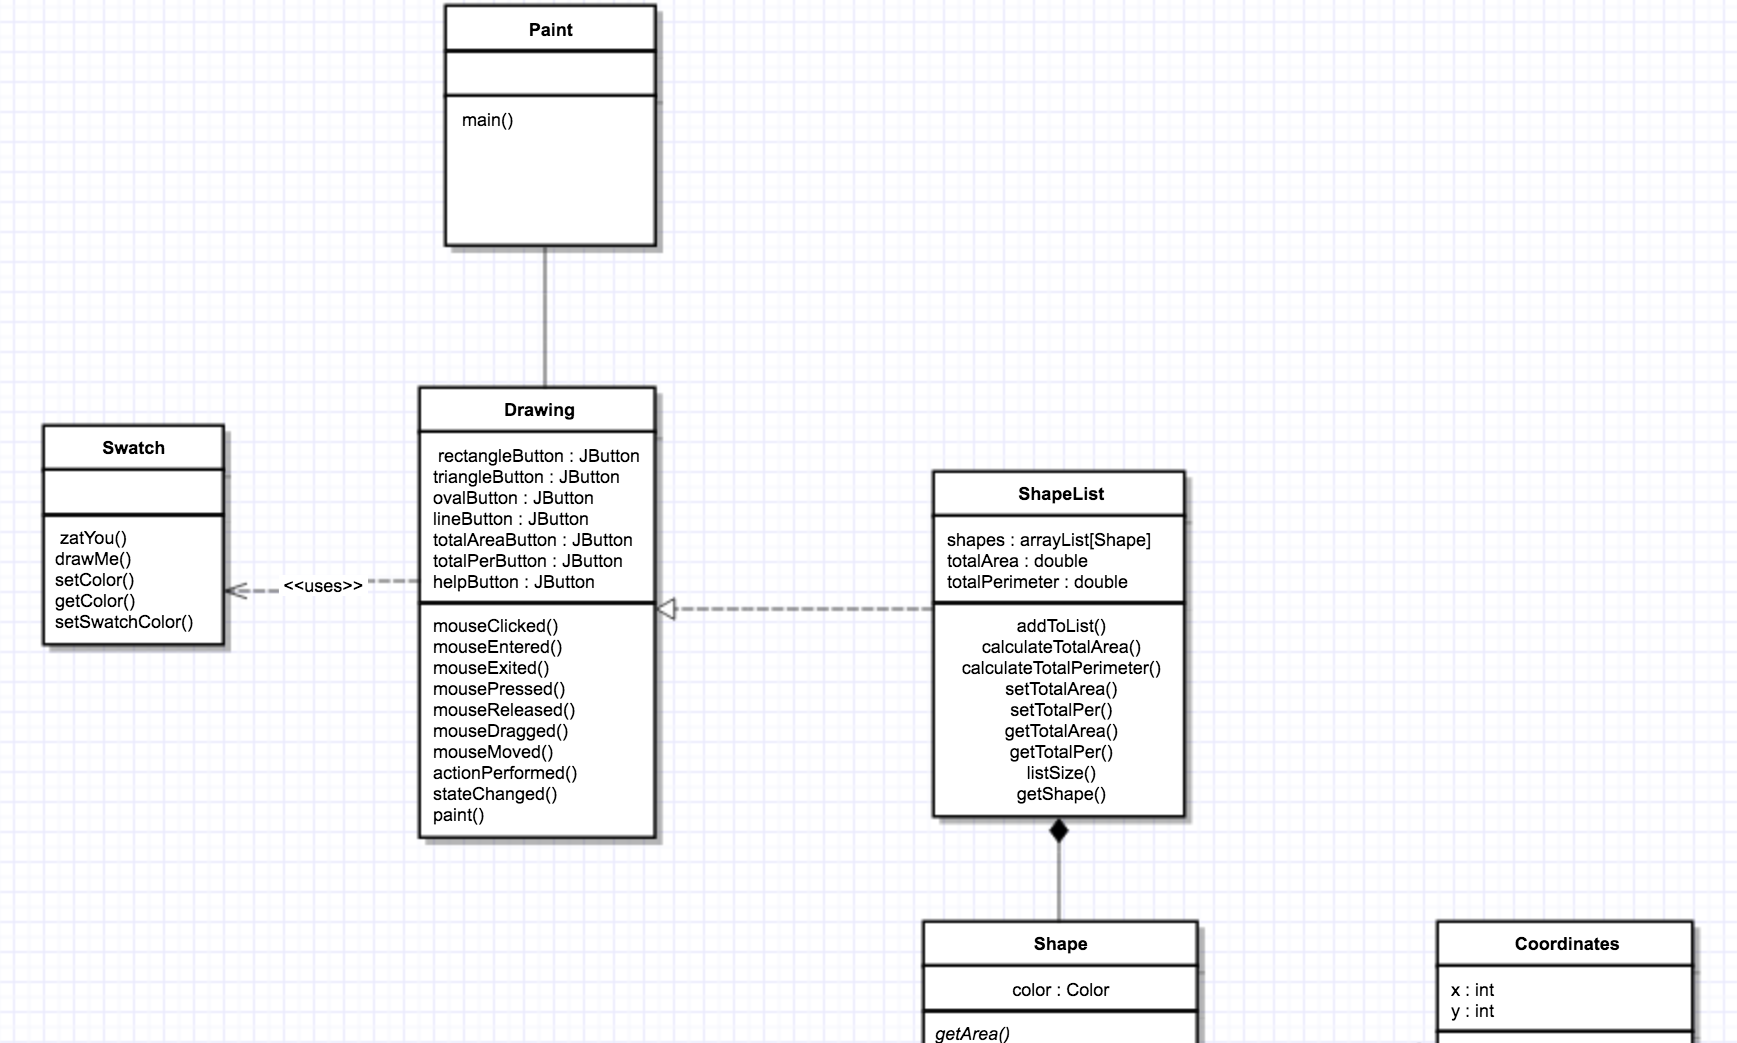 Paint
main()
Drawing
rectangleButton : JButton
triangleButton : JButton
ovalButton : JButton
lineButton : JButton
totalAreaButton : JButton
totalPerButton : JButton
helpButton : JButton
mouseClicked()
mouseEntered()
mouseExited()
mousePressed()
mouseReleased()
mouseDragged()
mouseMoved()
actionPerformed()
stateChanged()
paint()
Swatch
zatYou()
drawMe()
setColor()
getColor()
setSwatchColor()
<<uses>>
ShapeList
shapes : arrayList[Shape]
totalArea : double
totalPerimeter : double
addToList()
calculateTotalArea()
calculateTotalPerimeter()
setTotalArea()
setTotalPer()
getTotalArea()
getTotalPer()
listSize()
getShape()
Shape
color : Color
getArea()
Coordinates
x : int
y : int